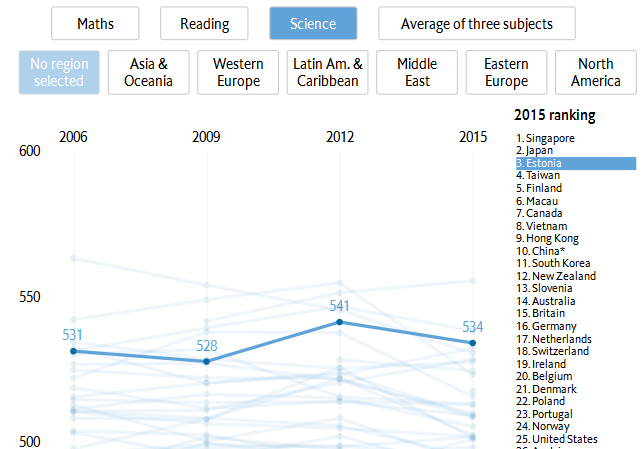 Maths
Reading
Science
Average of three subjects
No region
selected
Asia &
Oceania
Western
Europe
Latin Am. &
Caribbean
Middle
East
Eastern
Europe
North
America
2015 ranking
2006
2009
2012
2015
600
550
500
531
528
541
534
1. Singapore
2. Japan
3. Estonia
4. Taiwan
5. Finland
6. Macau
7. Canada
8. Vietnam
9. Hong Kong
10. China*
11. South Korea
12. New Zealand
13. Slovenia
14. Australia
15. Britain
16. Germany
17. Netherlands
18. Switzerland
19. Ireland
20. Belgium
21. Denmark
22. Poland
23. Portugal
24. Norway
25. United States